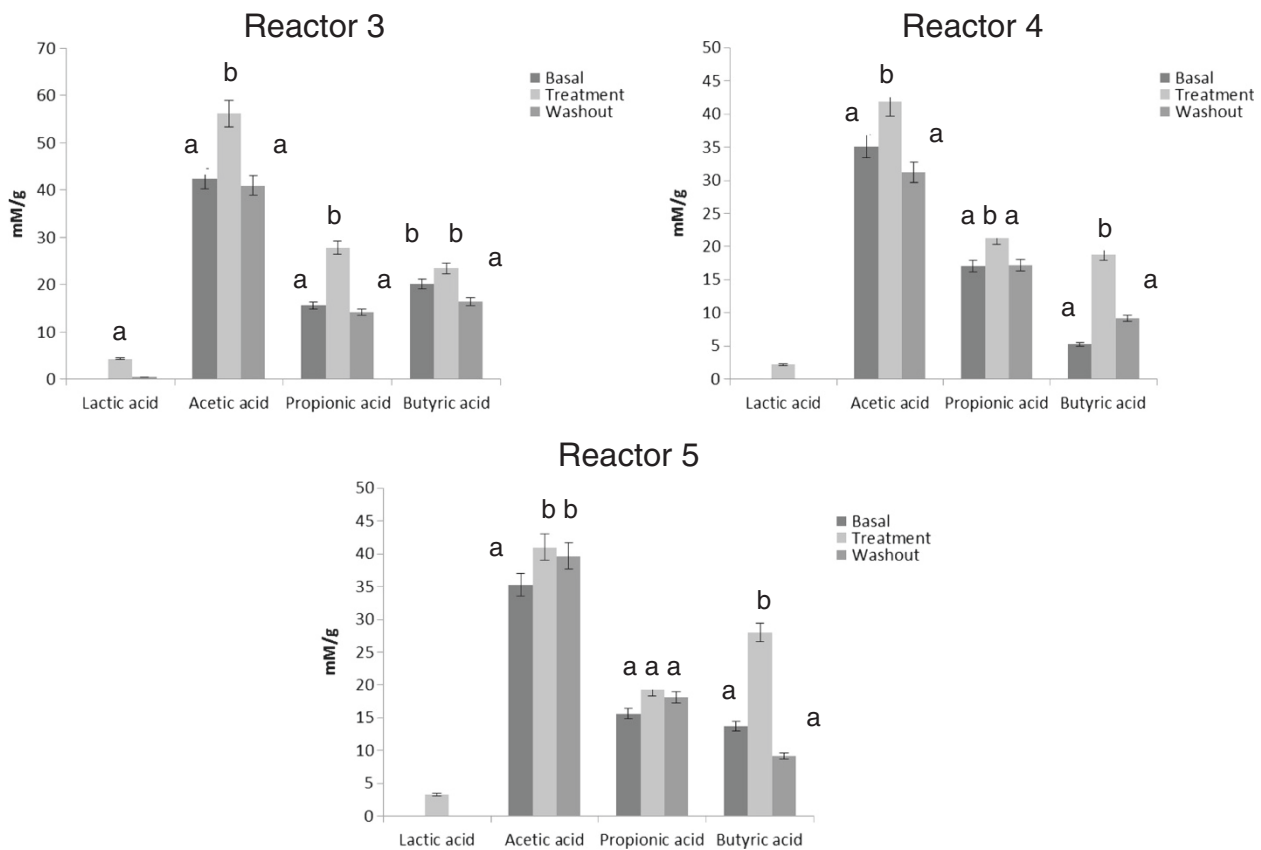 Reactor 3
70
60
50
40
30
20
10
0
mM/g
b
a a
b
a a
b b
a
a
Basal
Treatment
Washout
Lactic acid Acetic acid Propionic acid Butyric acid
Reactor 4
50
45
40
35
30
25
20
15
10
5
0
mM/g
b
a
a
a b a
b
a
a
Basal
Treatment
Washout
Lactic acid Acetic acid Propionic acid Butyric acid
Reactor 5
50
45
40
35
30
25
20
15
10
5
0
mM/g
b b
a
a a a
b
a
a
Basal
Treatment
Washout
Lactic acid Acetic acid Propionic acid Butyric acid